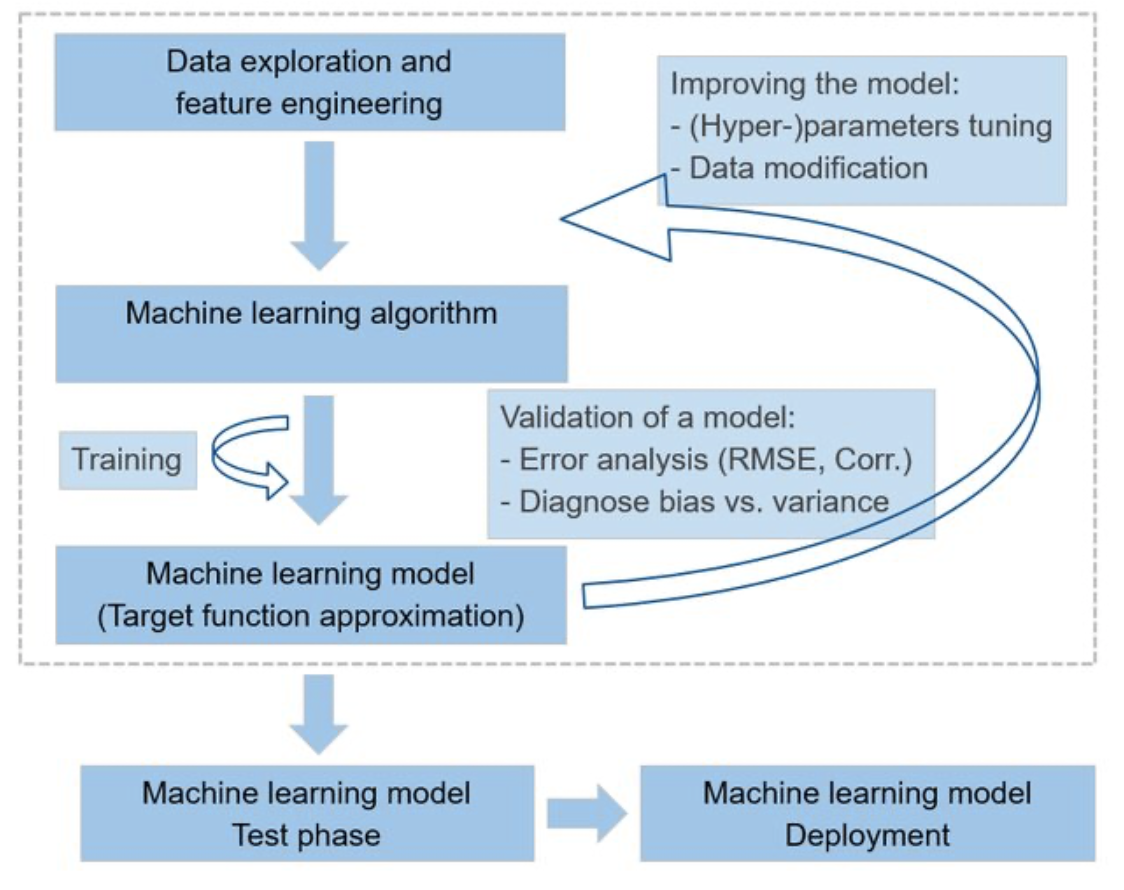 Data exploration and
feature engineering
Improving the model:
- (Hyper-)parameters tuning
- Data modification
Machine learning algorithm
Training
Validation of a model:
- Error analysis (RMSE, Corr.)
- Diagnose bias vs. variance
Machine learning model
(Target function approximation)
Machine learning model
Test phase
Machine learning model
Deployment